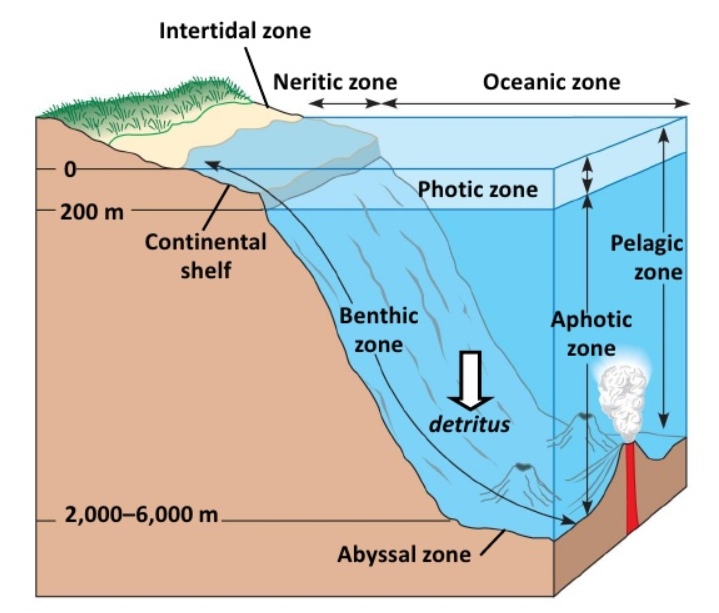 Intertidal zone
Neritic zone
Oceanic zone
0
Photic zone
200 m
Continental
shelf
Pelagic
zone
Benthic
zone
Aphotic
zone
detritus
2,000–6,000 m
Abyssal zone